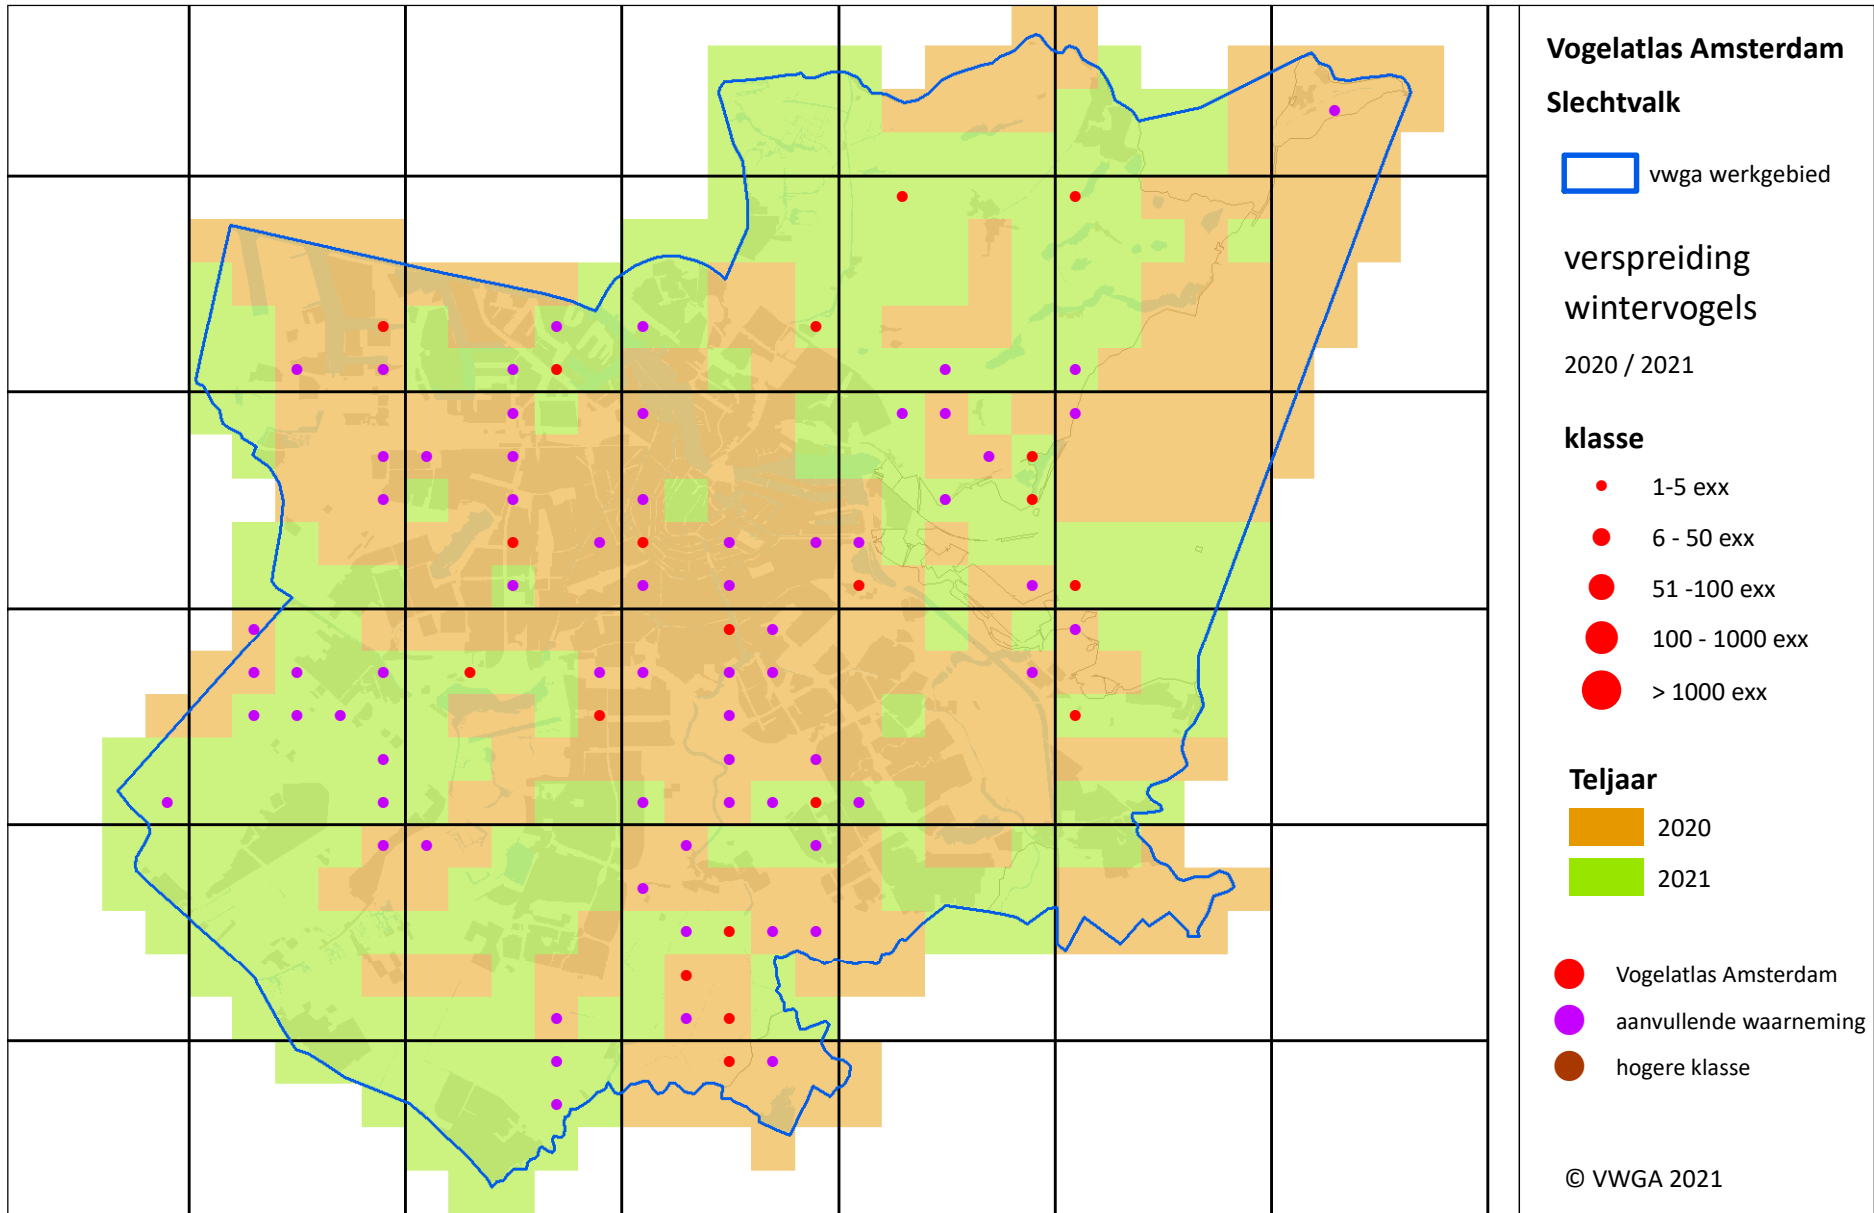 Vogelatlas Amsterdam
Slechtvalk
vwga werkgebied
verspreiding
wintervogels
2020 / 2021
klasse
1-5 exx
6 - 50 exx
51 -100 exx
100 - 1000 exx
> 1000 exx
Teljaar
2020
2021
Vogelatlas Amsterdam
aanvullende waarneming
hogere klasse
© VWGA 2021